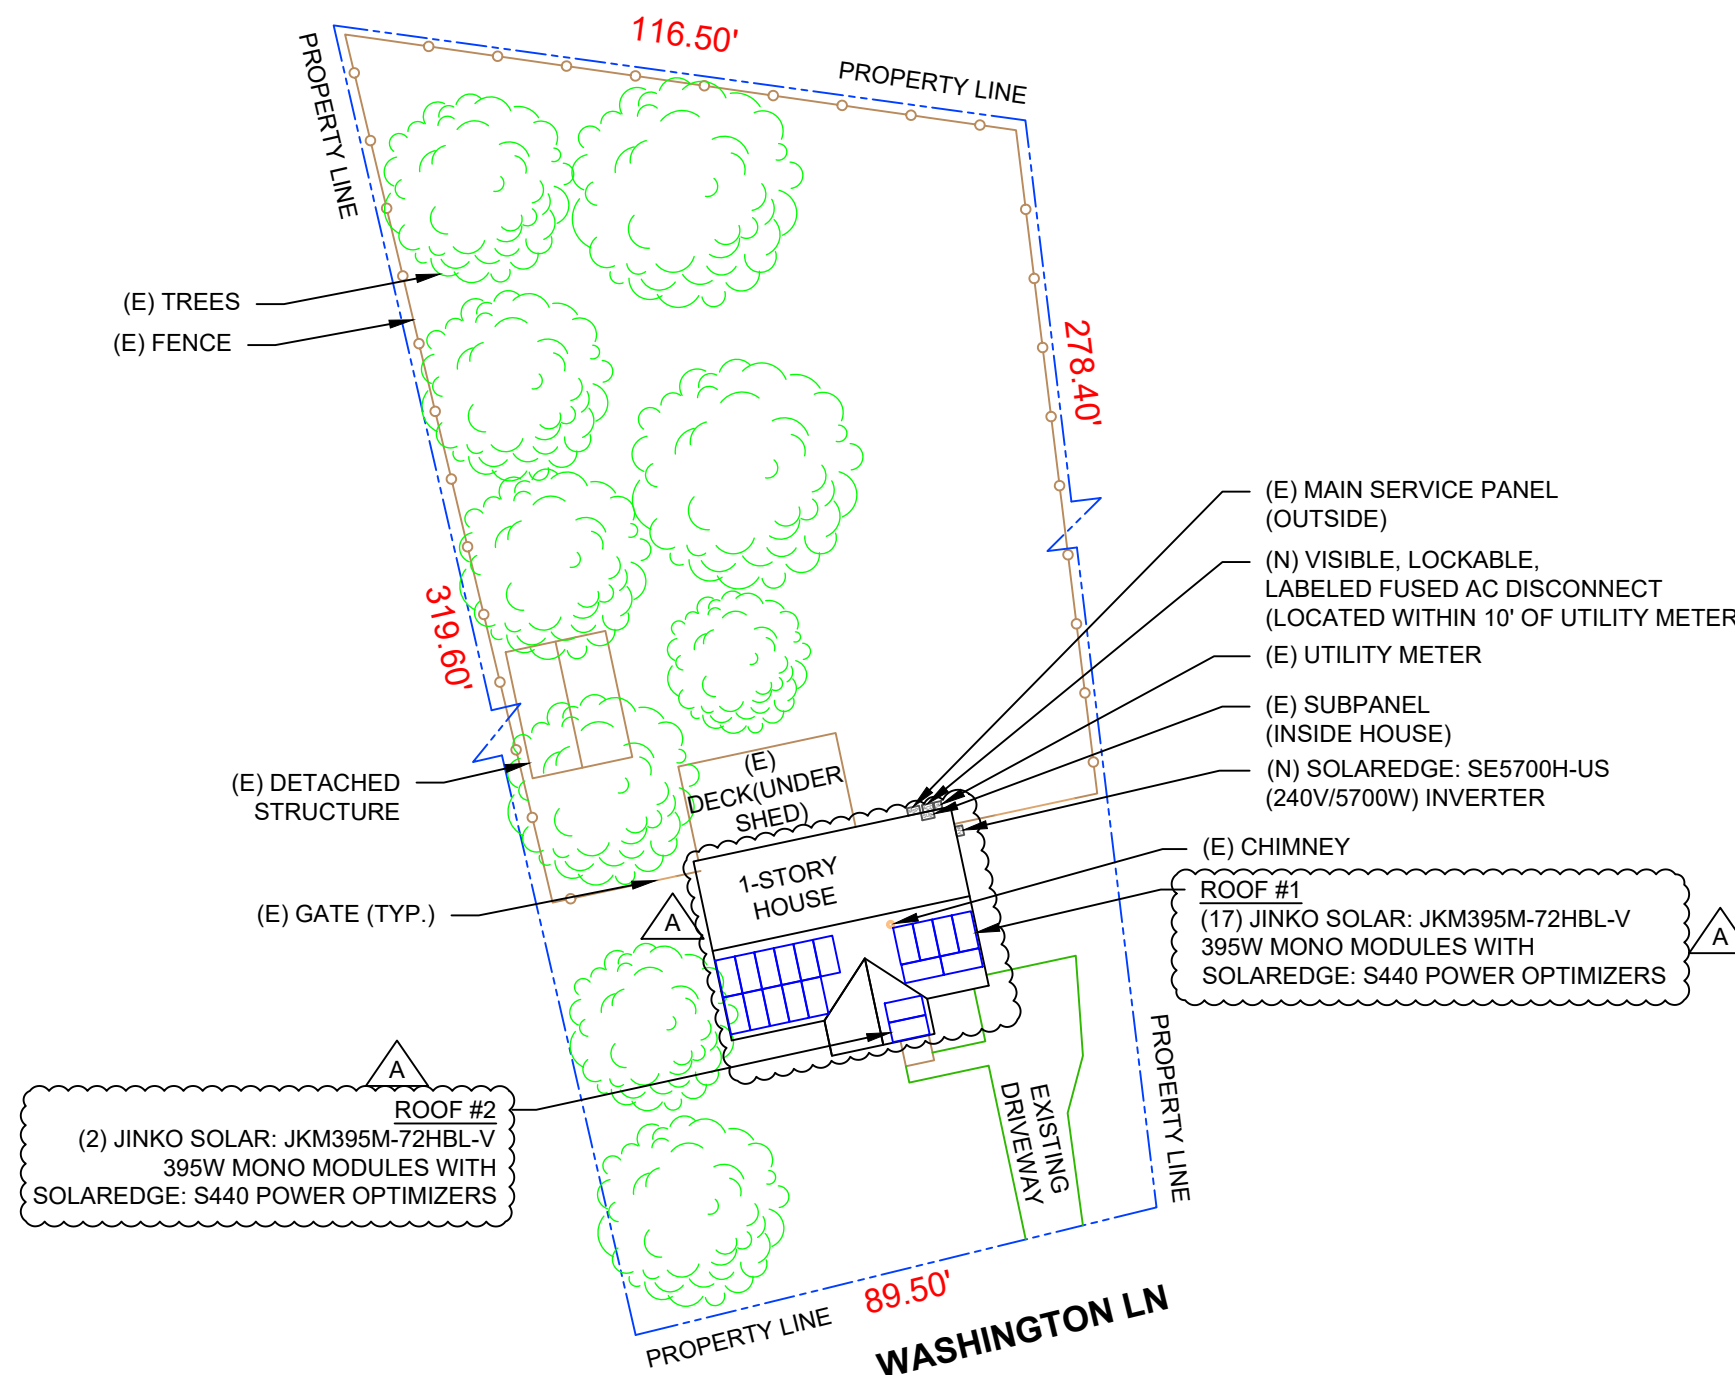 116.50'
PROPERTY LINE
PROPERTY LINE
(E) TREES
(E) FENCE
278.40'
(E) MAIN SERVICE PANEL
(OUTSIDE)
(N) VISIBLE, LOCKABLE,
LABELED FUSED AC DISCONNECT
(LOCATED WITHIN 10' OF UTILITY METER
319.60'
(E) UTILITY METER
(E) SUBPANEL
(INSIDE HOUSE)
(N) SOLAREDGE: SE5700H-US
(240V/5700W) INVERTER
(E) DETACHED
STRUCTURE
(E)
DECK(UNDER
SHED)
(E) CHIMNEY
1-STORY
HOUSE
(E) GATE (TYP.)
A
ROOF #1
(17) JINKO SOLAR: JKM395M-72HBL-V
395W MONO MODULES WITH
SOLAREDGE: S440 POWER OPTIMIZERS
A
A
ROOF #2
(2) JINKO SOLAR: JKM395M-72HBL-V
395W MONO MODULES WITH
SOLAREDGE: S440 POWER OPTIMIZERS
EXISTING
DRIVEWAY
PROPERTY LINE
PROPERTY LINE
89.50'
WASHINGTON LN